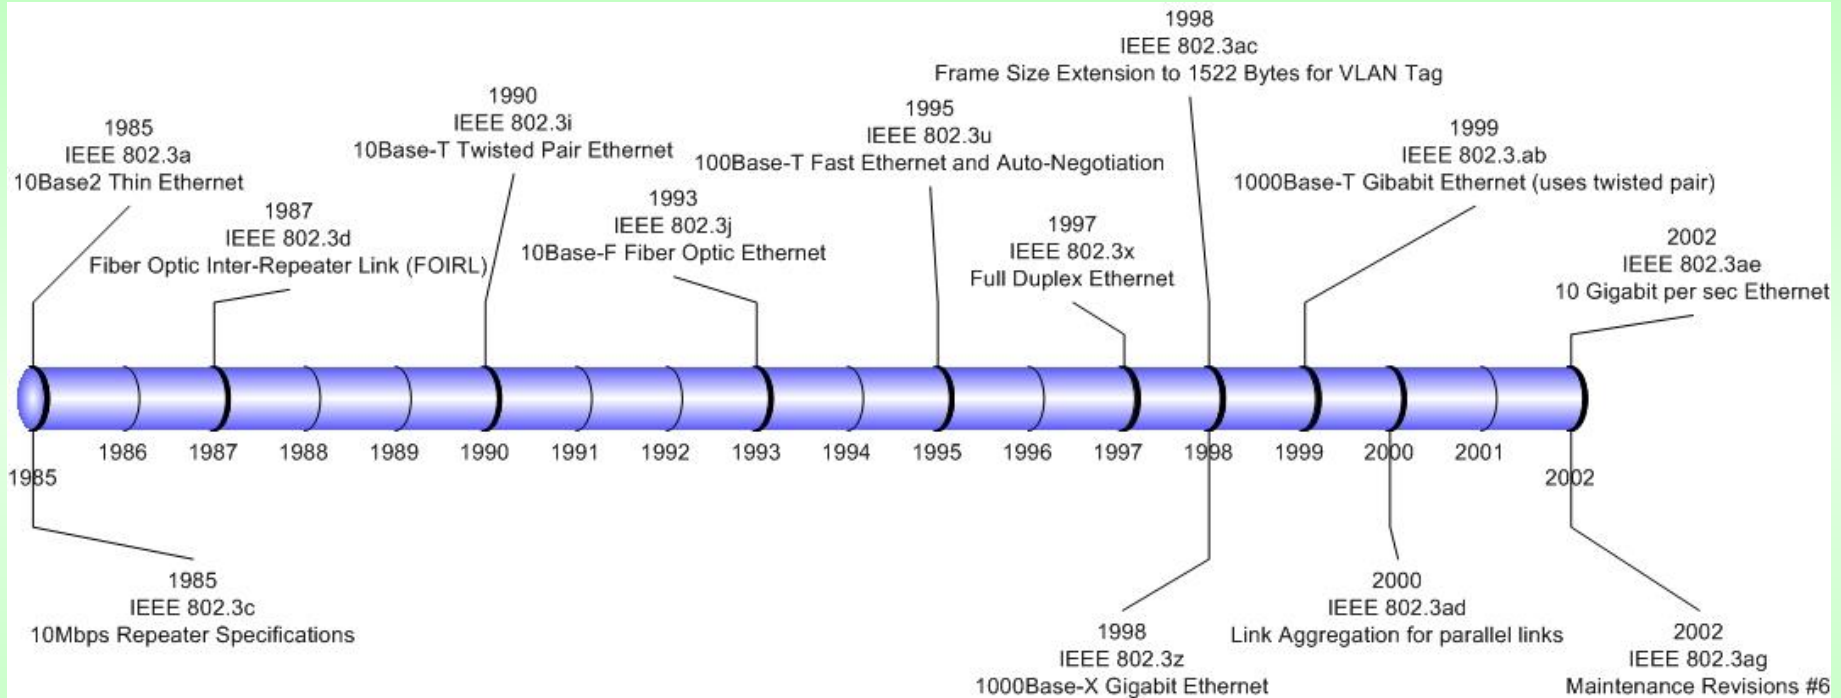 1998
IEEE 802.3ac
Frame Size Extension to 1522 Bytes for VLAN Tag
1990
IEEE 802.3i
10Base-T Twisted Pair Ethernet
1995
IEEE 802.3u
100Base-T Fast Ethernet and Auto-Negotiation
1985
IEEE 802.3a
10Base2 Thin Ethernet
1999
IEEE 802.3.ab
1000Base-T Gibabit Ethernet (uses twisted pair)
1987
IEEE 802.3d
Fiber Optic Inter-Repeater Link (FOIRL)
1993
IEEE 802.3j
10Base-F Fiber Optic Ethernet
1997
IEEE 802.3x
Full Duplex Ethernet
2002
IEEE 802.3ae
10 Gigabit per sec Ethernet
1985 1986 1987 1988 1989 1990 1991 1992 1993 1994 1995 1996 1997 1998 1999 2000 2001 2002
1985
IEEE 802.3c
10Mbps Repeater Specifications
1998
IEEE 802.3z
1000Base-X Gigabit Ethernet
2000
IEEE 802.3ad
Link Aggregation for parallel links
2002
IEEE 802.3ag
Maintenance Revisions #6